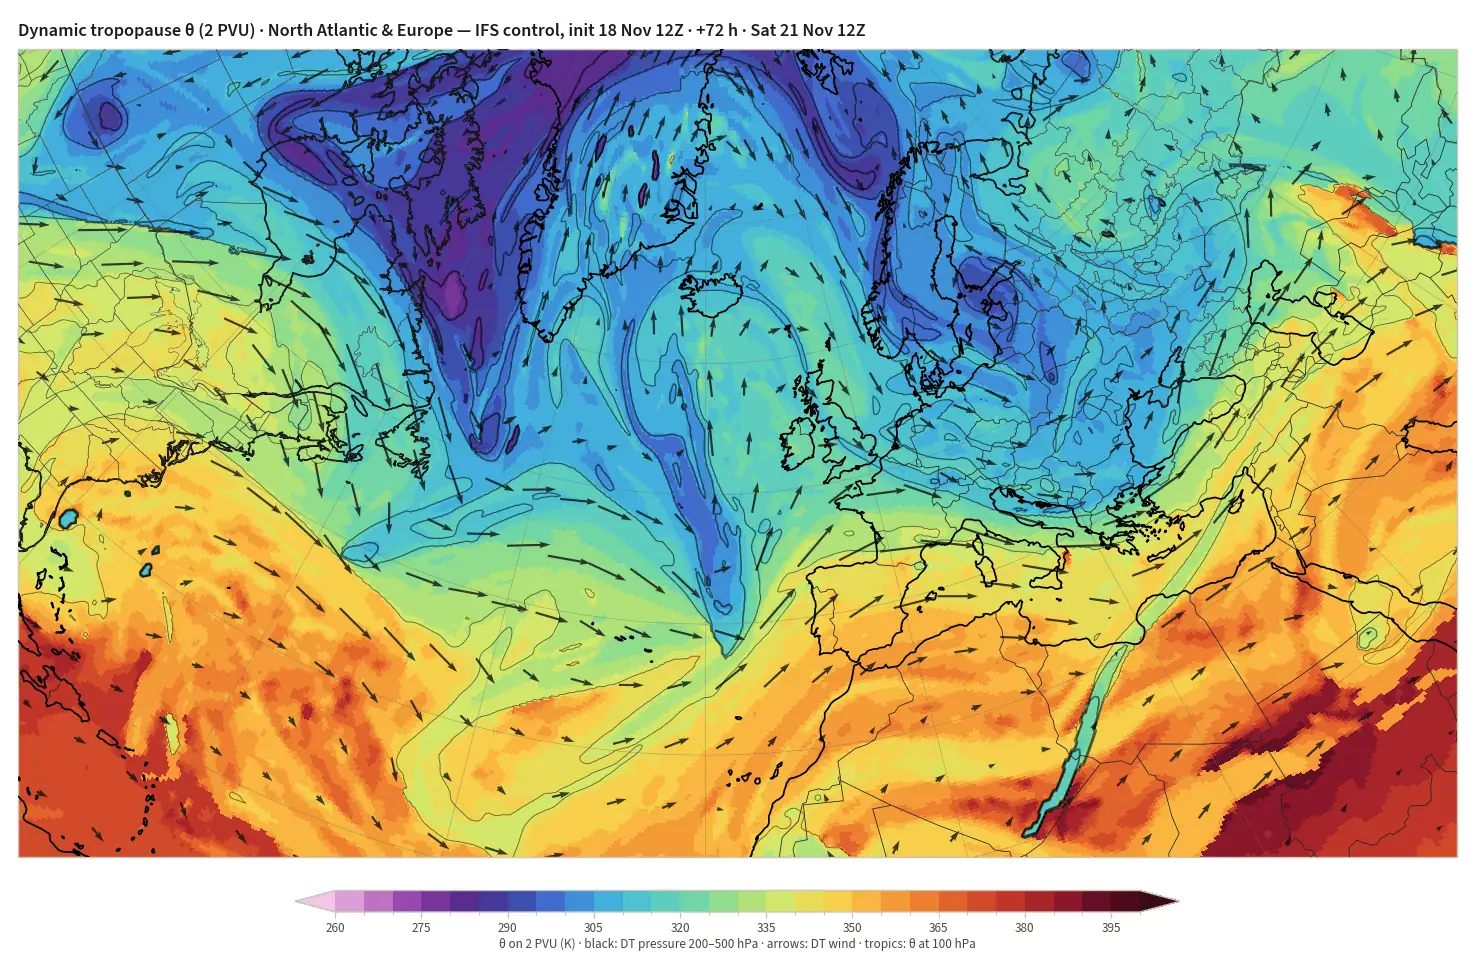 Dynamic tropopause θ (2 PVU) · North Atlantic & Europe — IFS control, init 18 Nov 12Z · +72 h · Sat 21 Nov 12Z
260 275 290 305 320 335 350 365 380 395
θ on 2 PVU (K) · black: DT pressure 200–500 hPa · arrows: DT wind · tropics: θ at 100 hPa